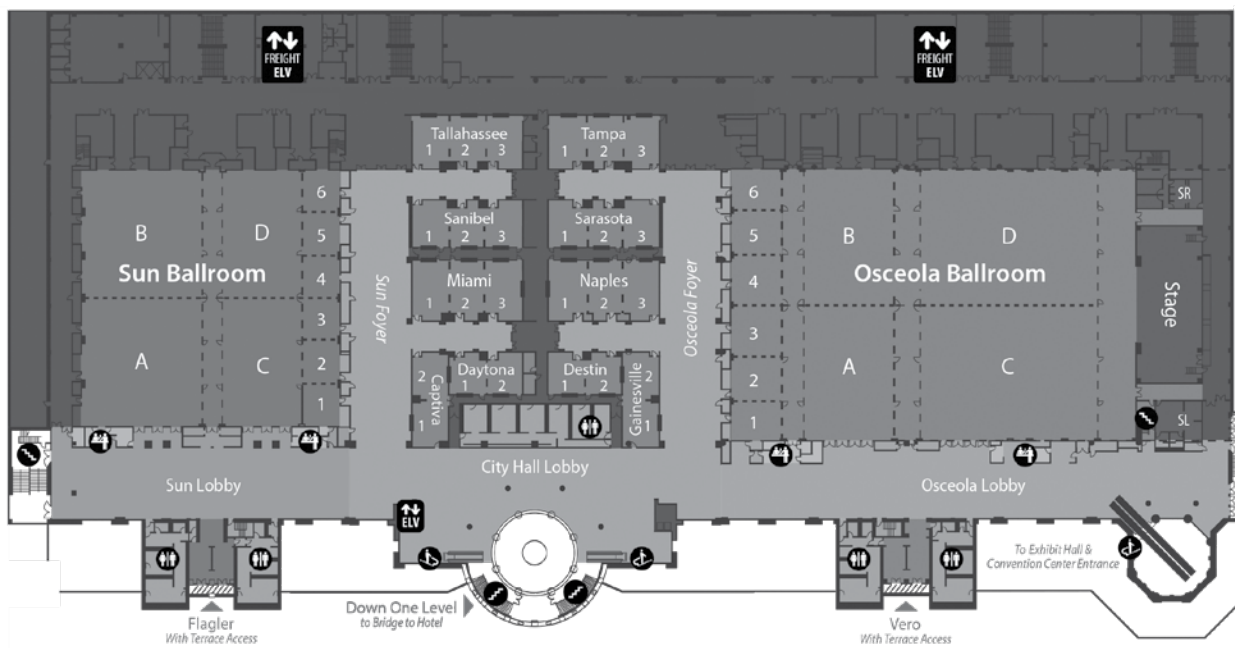 FREIGHT
ELV
FREIGHT
ELV
Tallahassee
1 2 3
Tampa
1 2 3
Sanibel
1 2 3
Sarasota
1 2 3
Miami
1 2 3
Naples
1 2 3
Daytona
1 2
Destin
1 2
Captiva
2
1
Gainesville
2
1
Sun Ballroom
B
D
A
C
6
5
4
3
2
1
Sun Foyer
Osceola Foyer
6
5
4
3
2
1
Osceola Ballroom
B
D
A
C
SR
Stage
SL
Sun Lobby
City Hall Lobby
Osceola Lobby
ELV
To Exhibit Hall &
Convention Center Entrance
Down One Level
to Bridge to Hotel
Flagler
With Terrace Access
Vero
With Terrace Access